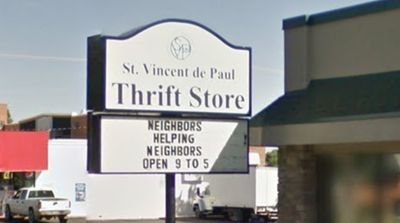 St. Vincent de Paul
Thrift Store
NEIGHBORS
HELPING
NEIGHBORS
OPEN 9 TO 5